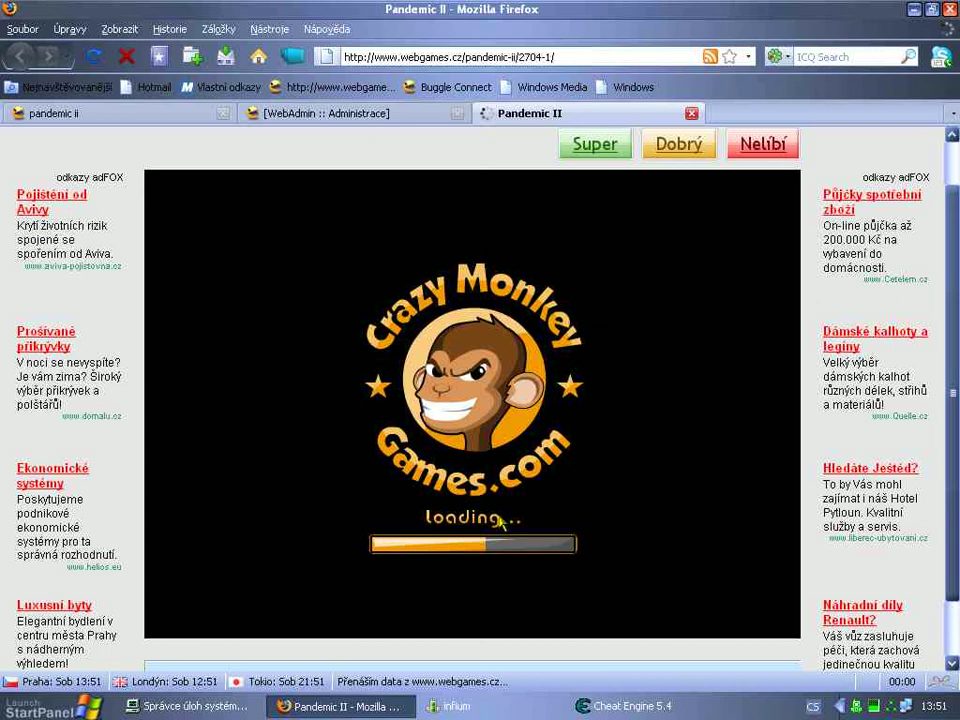 Pandemic II - Mozilla Firefox
Soubor Úpravy Zobrazit Historie Záložky Nástroje Nápověda
http://www.webgames.cz/pandemic-ii/2704-1/
ICQ Search
Nejnavštěvovanější Hotmail Vlastní odkazy http://www.webgame... Buggle Connect Windows Media Windows
pandemic ii
[WebAdmin :: Administrace]
Pandemic II
Super Dobrý Nelíbí
odkazy adFOX
Pojištění od
Avivy
Krytí životních rizik
spojené se
spořením od Aviva.
www.aviva-pojistovna.cz
Prošívané
přikrývky
V noci se nevyspíte?
Je vám zima? Široký
výběr přikrývek a
polštářů!
www.domalu.cz
Ekonomické
systémy
Poskytujeme
podnikové
ekonomické
systémy pro ta
správná rozhodnutí.
www.helios.eu
Luxusní byty
Elegantní bydlení v
centru města Prahy
s nádherným
výhledem!
Crazy Monkey
Games.com
Loading...
odkazy adFOX
Půjčky spotřební
zboží
On-line půjčka až
200.000 Kč na
vybavení do
domácnosti.
www.Cetelem.cz
Dámské kalhoty a
legíny
Velký výběr
dámských kalhot
různých délek, střihů
a materiálů!
www.Quelle.cz
Hledáte Ještěd?
To by Vás mohl
zajímat i náš Hotel
Pytloun. Kvalitní
služby a servis.
www.liberec-ubytovani.cz
Náhradní díly
Renault?
Váš vůz zasluhuje
péči, která zachová
jedinečnou kvalitu
Praha: Sob 13:51 Londýn: Sob 12:51 Tokio: Sob 21:51 Přenáším data z www.webgames.cz... 00:00
Launch
StartPanel
Správce úloh systém... Pandemic II - Mozilla ... infium Cheat Engine 5.4 CS 13:51